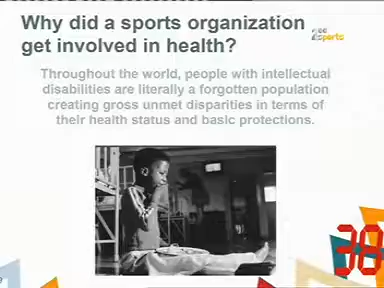 Why did a sports organization
get involved in health?
Throughout the world, people with intellectual
disabilities are literally a forgotten population
creating gross unmet disparities in terms of
their health status and basic protections.
38